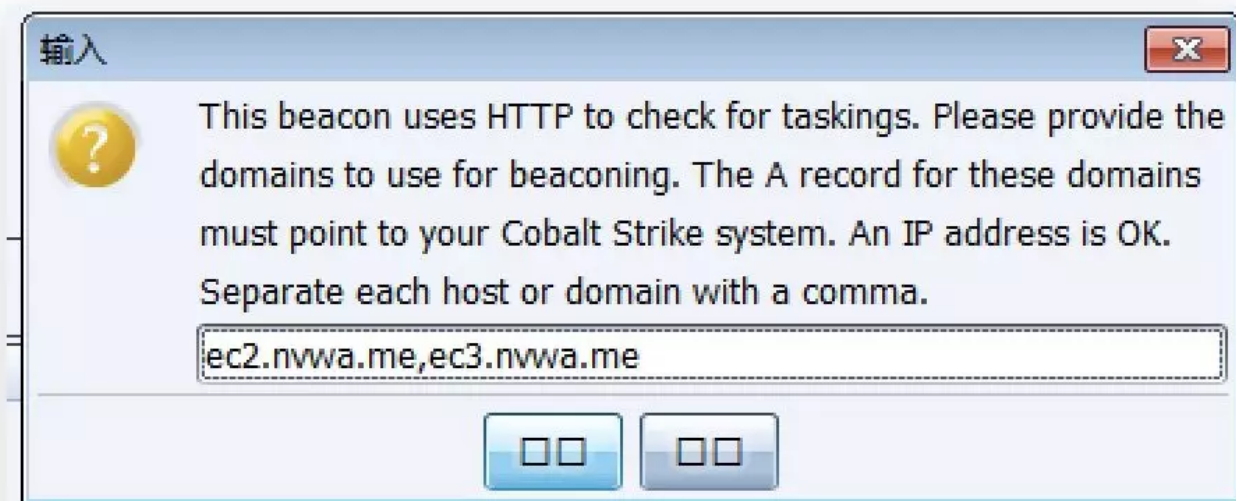 输入
This beacon uses HTTP to check for taskings. Please provide the
domains to use for beaconing. The A record for these domains
must point to your Cobalt Strike system. An IP address is OK.
Separate each host or domain with a comma.
ec2.nvwa.me,ec3.nvwa.me